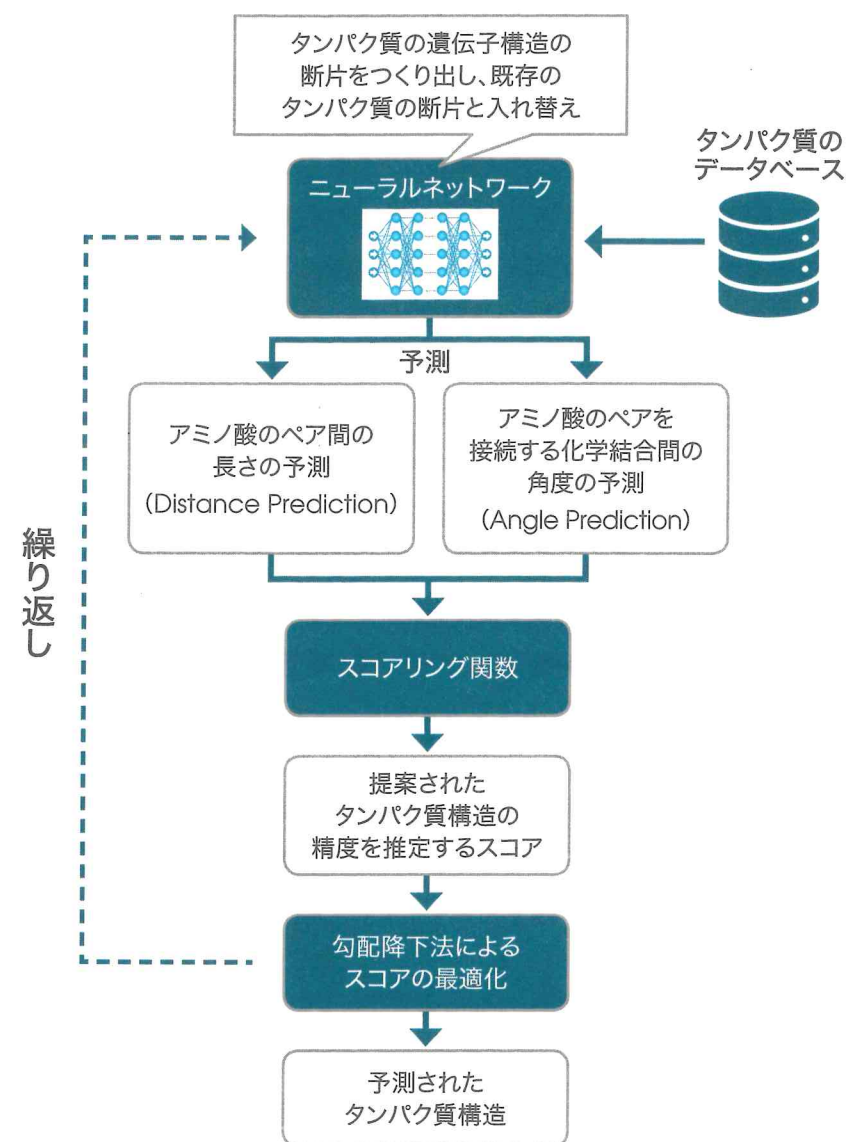 タンパク質の遺伝子構造の
断片をつくり出し、既存の
タンパク質の断片と入れ替え
タンパク質の
データベース
ニューラルネットワーク
予測
アミノ酸のペア間の
長さの予測
（Distance Prediction）
アミノ酸のペアを
接続する化学結合間の
角度の予測
（Angle Prediction）
繰り返し
スコアリング関数
提案された
タンパク質構造の
精度を推定するスコア
勾配降下法による
スコアの最適化
予測された
タンパク質構造